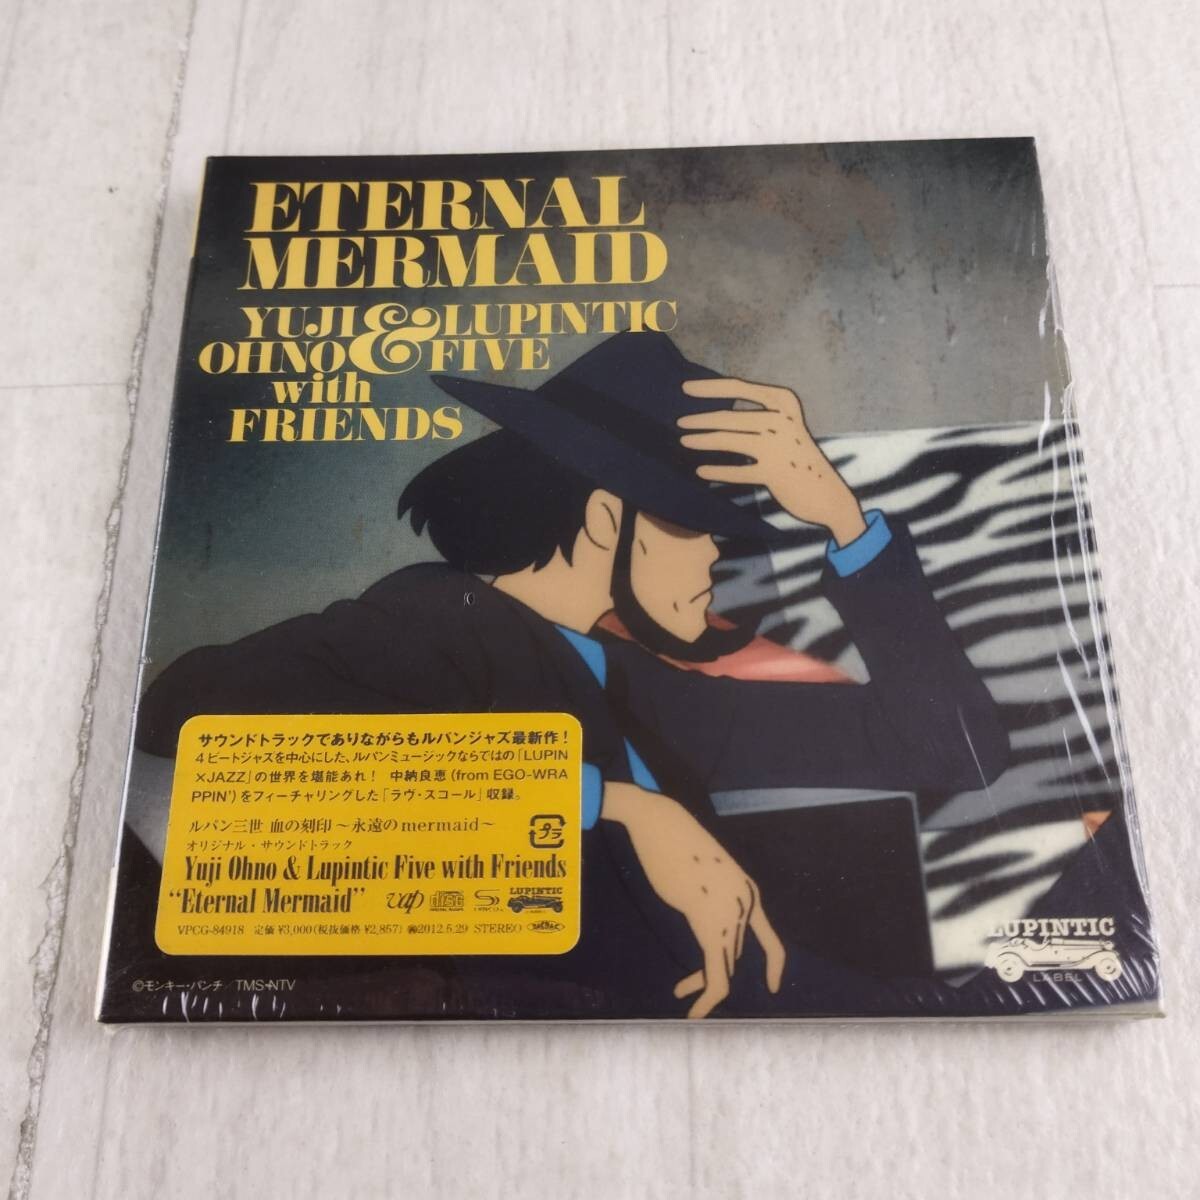 ETERNAL
MERMAID
YUJI OHNO & LUPINTIC FIVE
with
FRIENDS
サウンドトラックでありながらもルパンジャズ最新作!
4ビートジャズを中心にした、ルパンミュージックならではの「LUPIN
×JAZZ」の世界を堪能あれ! 中納良恵(from EGO-WRA
PPIN')をフィーチャリングした「ラヴ・スコール」収録。
ルパン三世 血の刻印～永遠のmermaid～
オリジナル・サウンドトラック
プラ
Yuji Ohno & Lupintic Five with Friends
“Eternal Mermaid” vap disc LUPINTIC
VPCG-84918 定価 ¥3,000(税抜価格 ¥2,857) 2012.5.29 STEREO
©モンキー・パンチ/TMS・NTV
LUPINTIC
LABEL